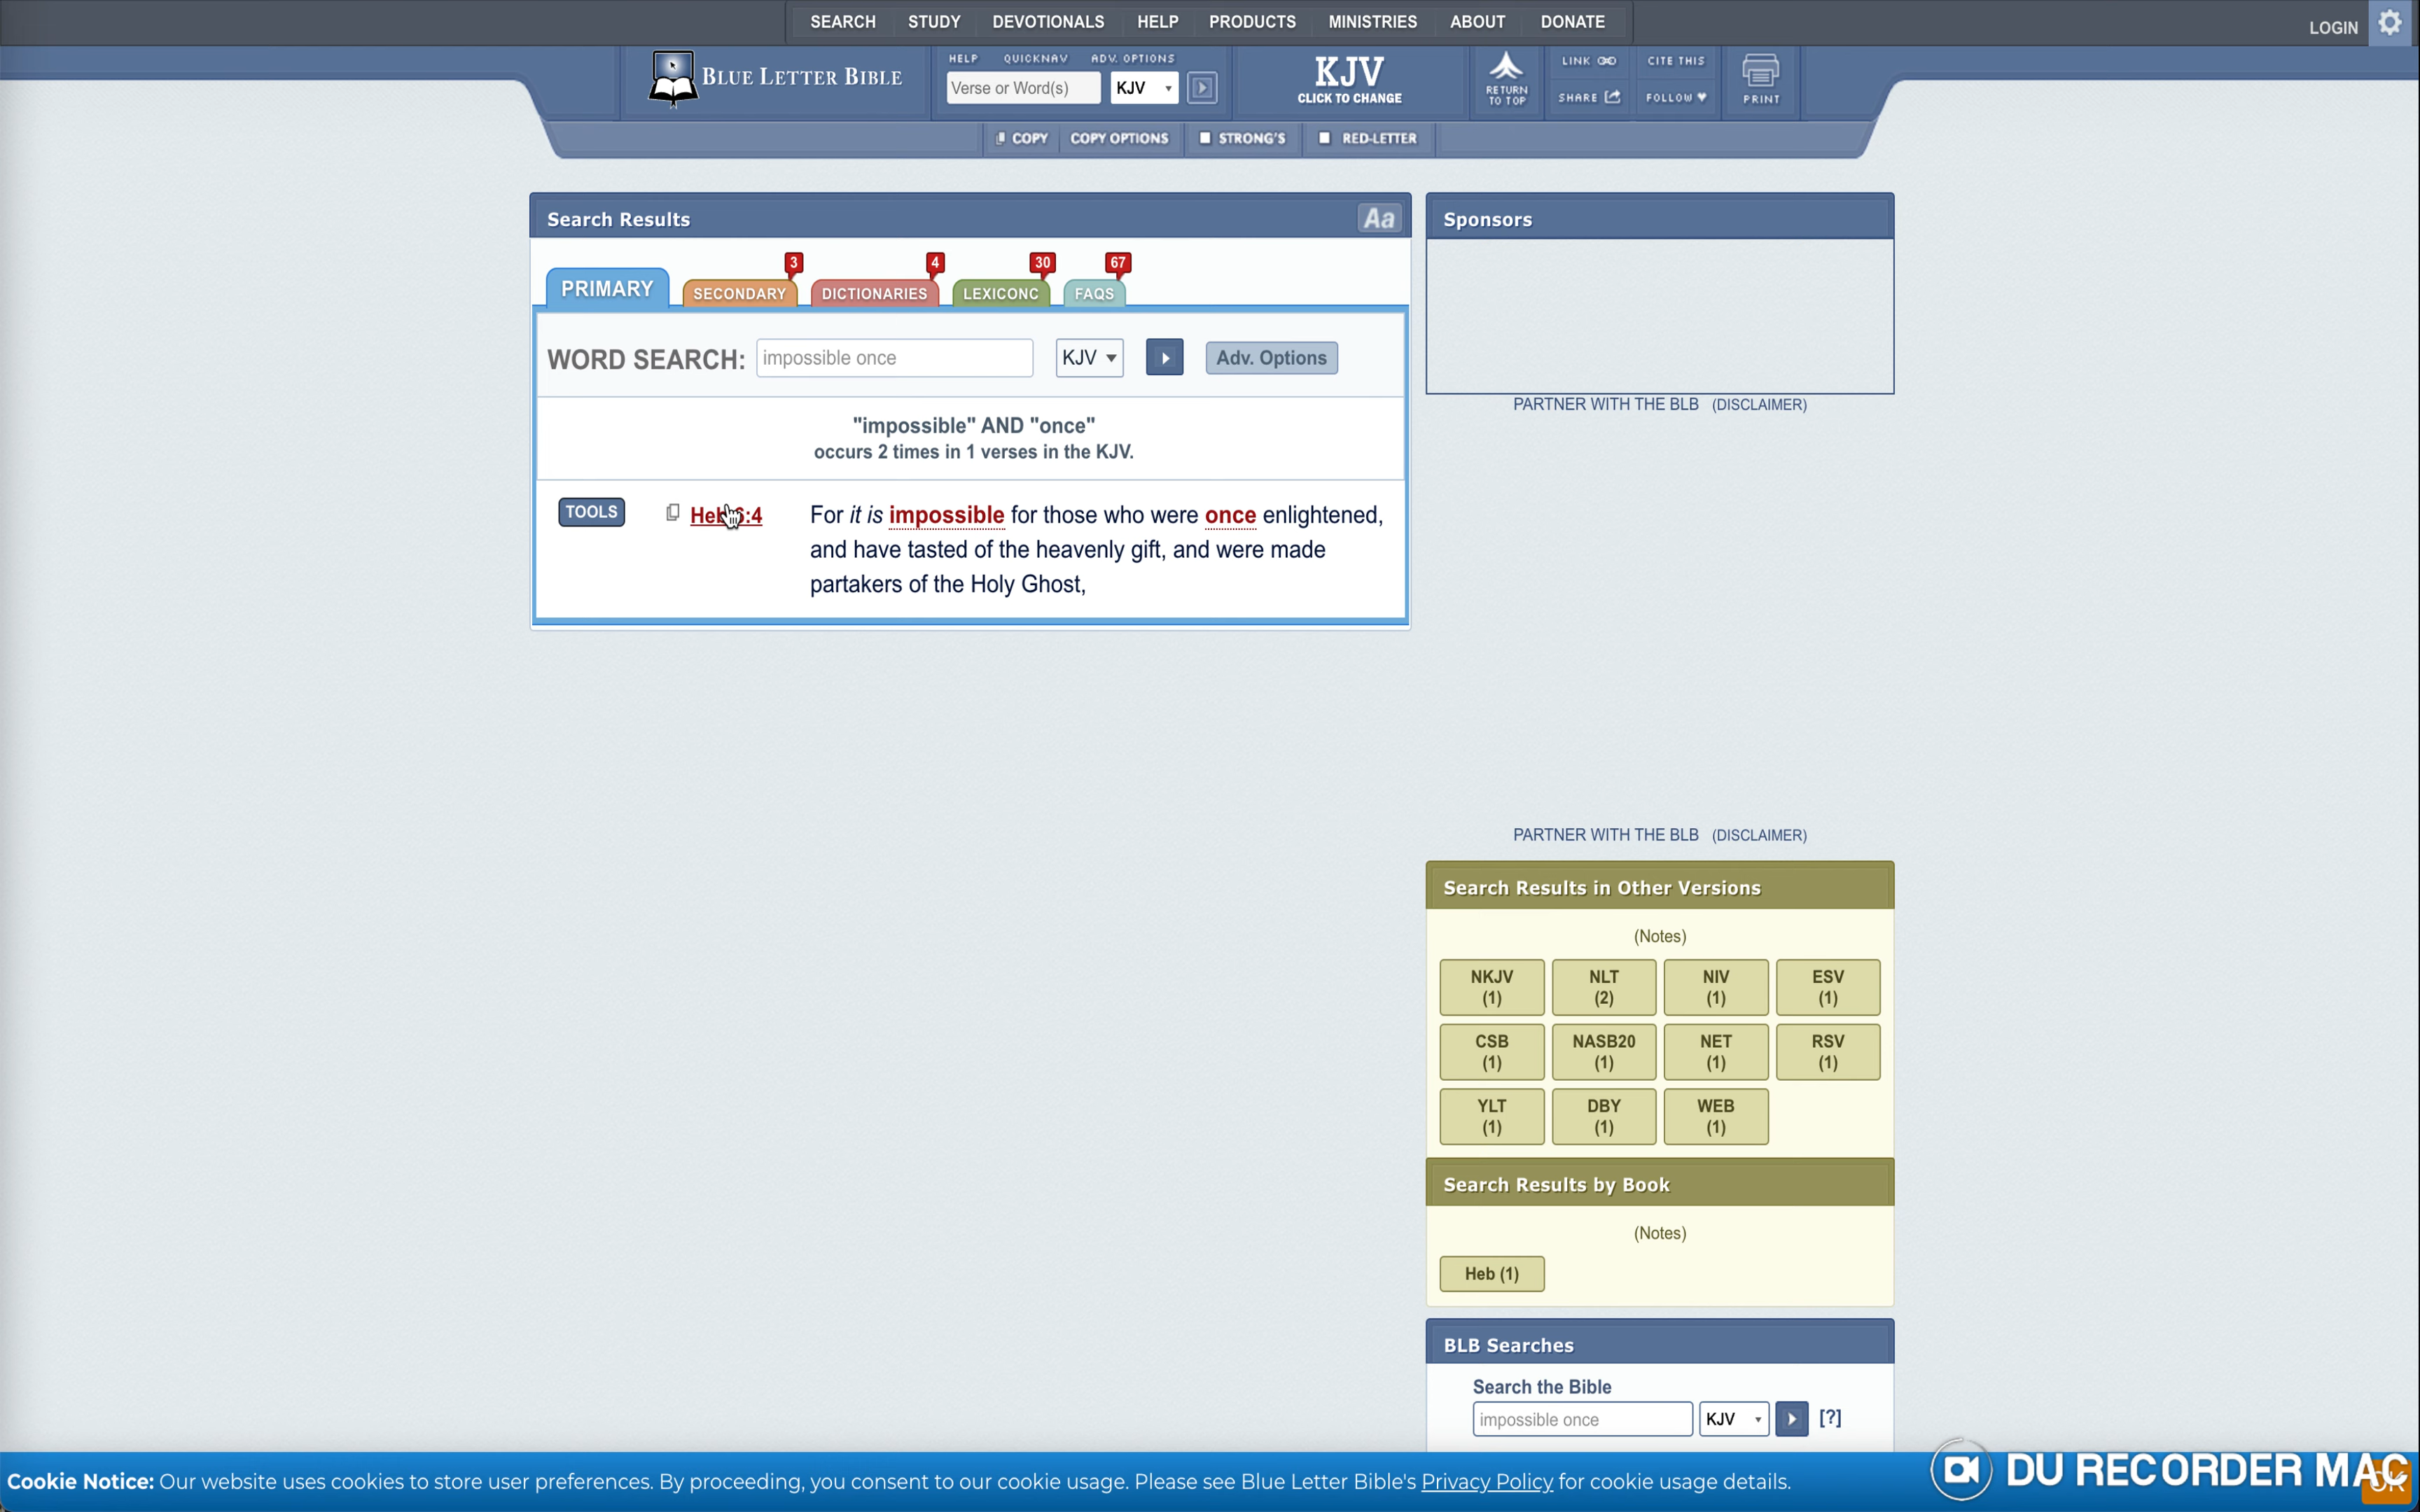 SEARCH STUDY DEVOTIONALS HELP PRODUCTS MINISTRIES ABOUT DONATE
LOGIN
BLUE LETTER BIBLE
HELP QUICKNAV ADV. OPTIONS
Verse or Word(s) KJV
KJV
CLICK TO CHANGE
RETURN
TO TOP
LINK CITE THIS
SHARE FOLLOW
PRINT
COPY COPY OPTIONS STRONG'S RED-LETTER
Search Results Aa
3 4 30 67
PRIMARY SECONDARY DICTIONARIES LEXICONC FAQS
WORD SEARCH: impossible once KJV Adv. Options
"impossible" AND "once"
occurs 2 times in 1 verses in the KJV.
TOOLS
For it is impossible for those who were once enlightened,
and have tasted of the heavenly gift, and were made
partakers of the Holy Ghost,
Sponsors
PARTNER WITH THE BLB (DISCLAIMER)
PARTNER WITH THE BLB (DISCLAIMER)
Search Results in Other Versions
(Notes)
NKJV
(1)
NLT
(2)
NIV
(1)
ESV
(1)
CSB
(1)
NASB20
(1)
NET
(1)
RSV
(1)
YLT
(1)
DBY
(1)
WEB
(1)
Search Results by Book
(Notes)
Heb (1)
BLB Searches
Search the Bible
impossible once KJV [?]
Cookie Notice: Our website uses cookies to store user preferences. By proceeding, you consent to our cookie usage. Please see Blue Letter Bible's Privacy Policy for cookie usage details.
DU RECORDER MAC